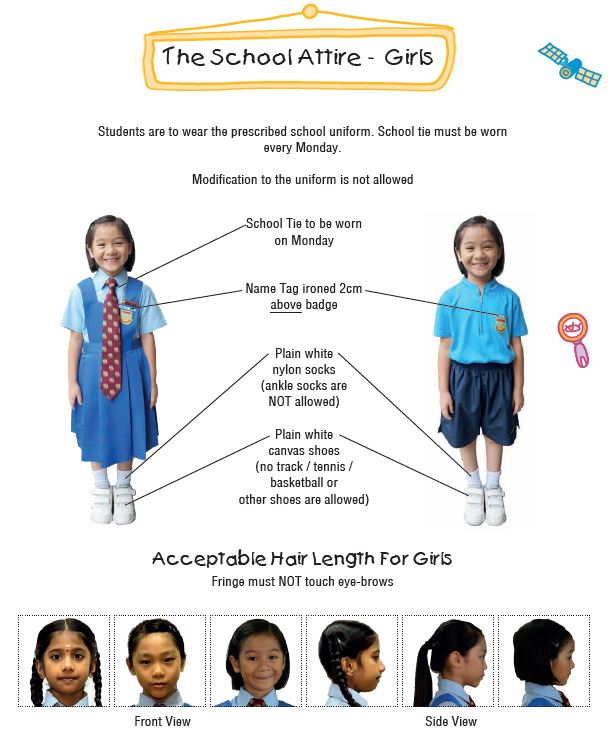 The School Attire - Girls
Students are to wear the prescribed school uniform. School tie must be worn
every Monday.
Modification to the uniform is not allowed
School Tie to be worn
on Monday
Name Tag ironed 2cm
above badge
Plain white
nylon socks
(ankle socks are
NOT allowed)
Plain white
canvas shoes
(no track / tennis /
basketball or
other shoes are allowed)
Acceptable Hair Length For Girls
Fringe must NOT touch eye-brows
Front View
Side View